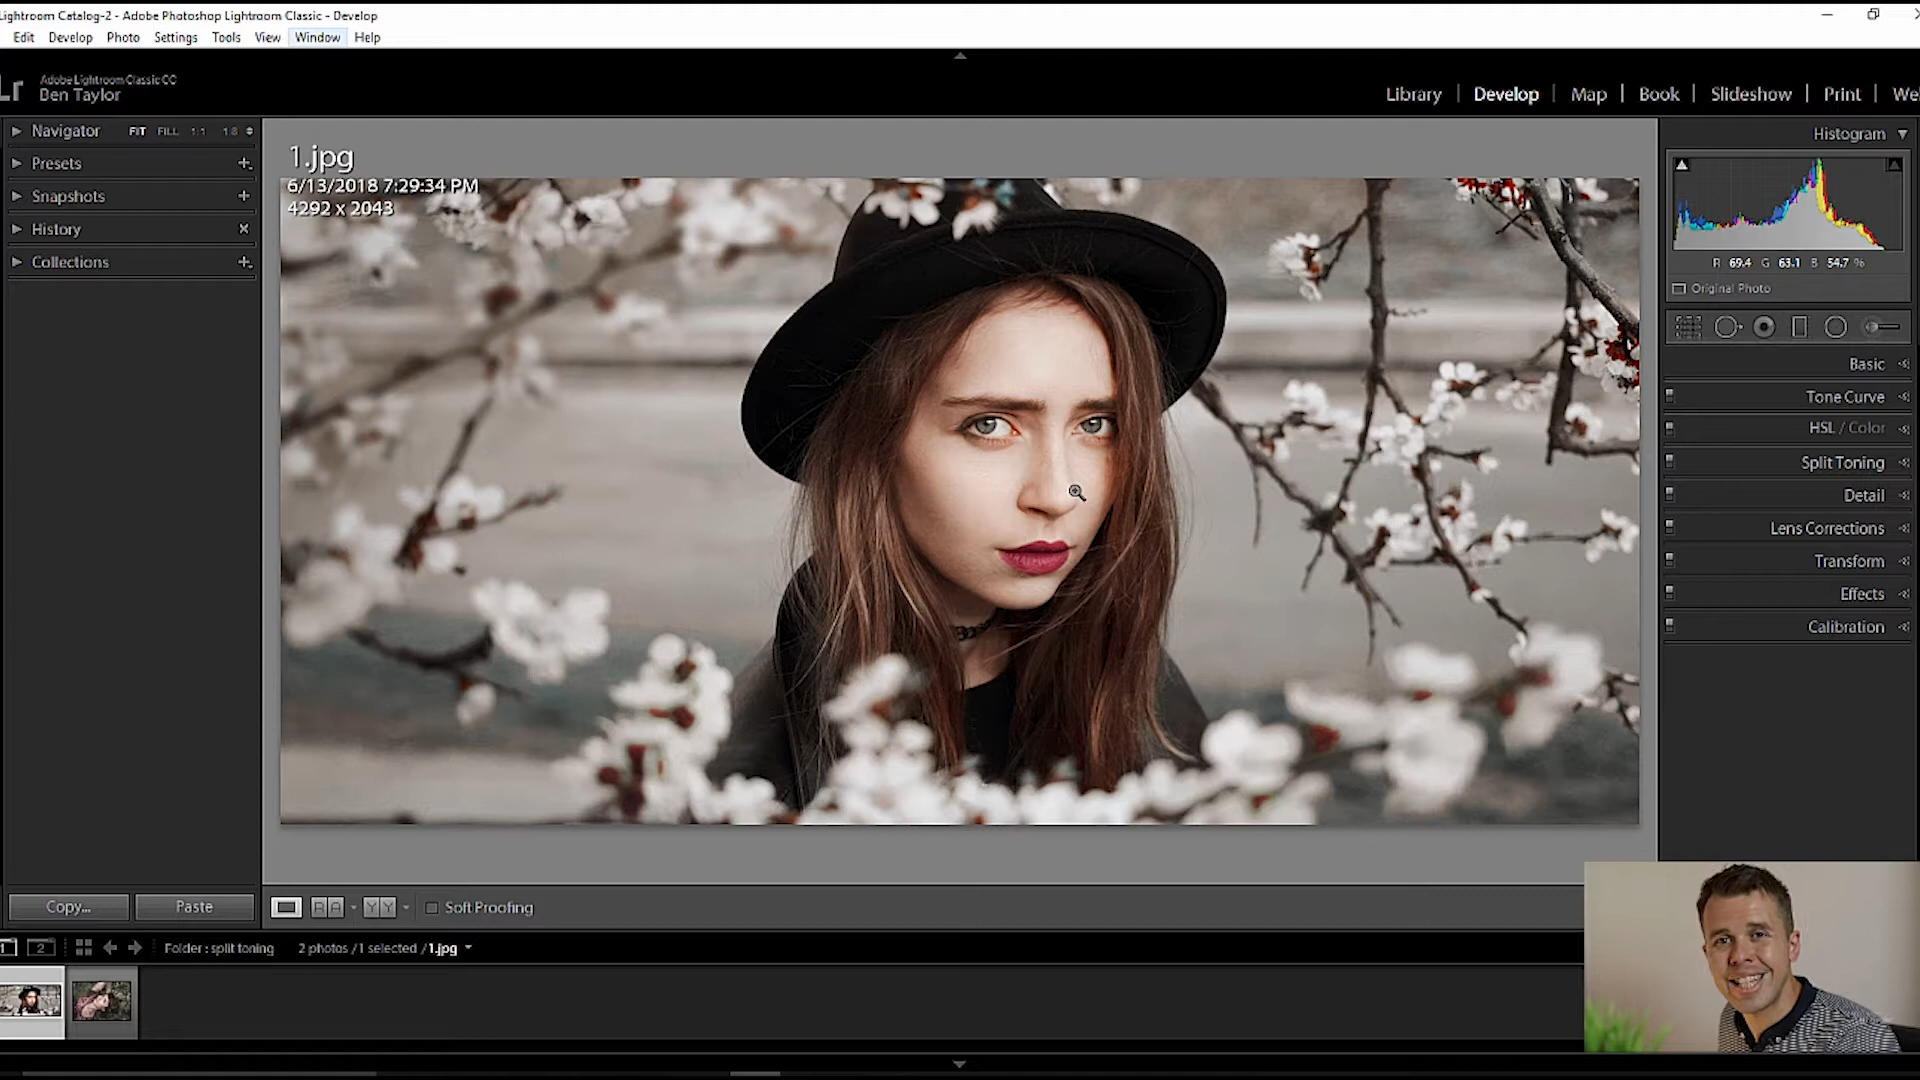 Lightroom Catalog-2 - Adobe Photoshop Lightroom Classic - Develop
Edit Develop Photo Settings Tools View Window Help
Lr
Adobe Lightroom Classic CC
Ben Taylor
Library | Develop | Map | Book | Slideshow | Print | We
Navigator FIT FILL 1:1 1:8
Presets
Snapshots
History
Collections
1.jpg
6/13/2018 7:29:34 PM
4292 x 2043
Histogram
R 69.4 G 63.1 B 54.7 %
Original Photo
Basic
Tone Curve
HSL / Color
Split Toning
Detail
Lens Corrections
Transform
Effects
Calibration
Copy... Paste
R A Y Y Soft Proofing
1 2 Folder : split toning 2 photos / 1 selected / 1.jpg